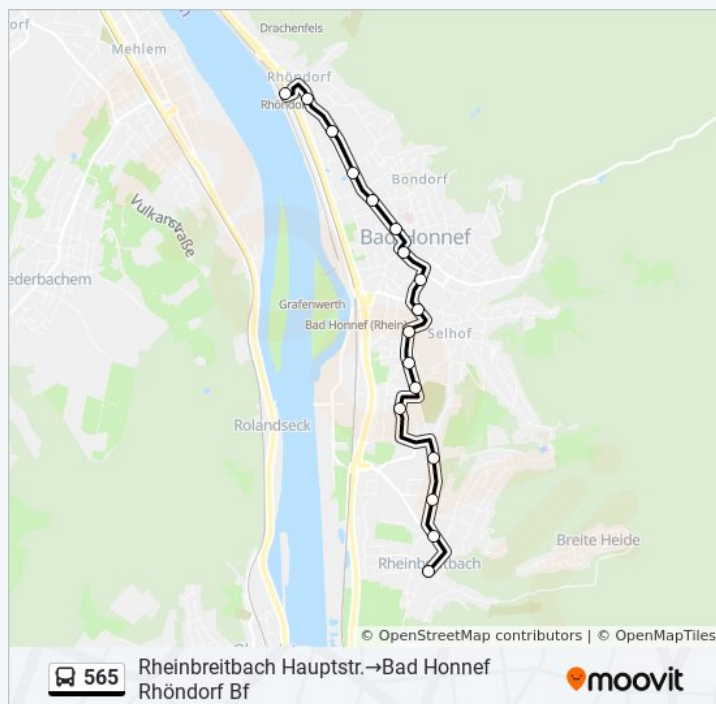 orf
Drachenfels
Mehlem
Rhöndorf
Rhöndorf
Bondorf
Vulkanstraße
Bad Honnef
ederbachem
Grafenwerth
Bad Honnef (Rhein)
Selhof
Rolandseck
Breite Heide
Rheinbreitbach
© OpenStreetMap contributors | © OpenMapTiles
565
Rheinbreitbach Hauptstr.→Bad Honnef
Rhöndorf Bf
moovit